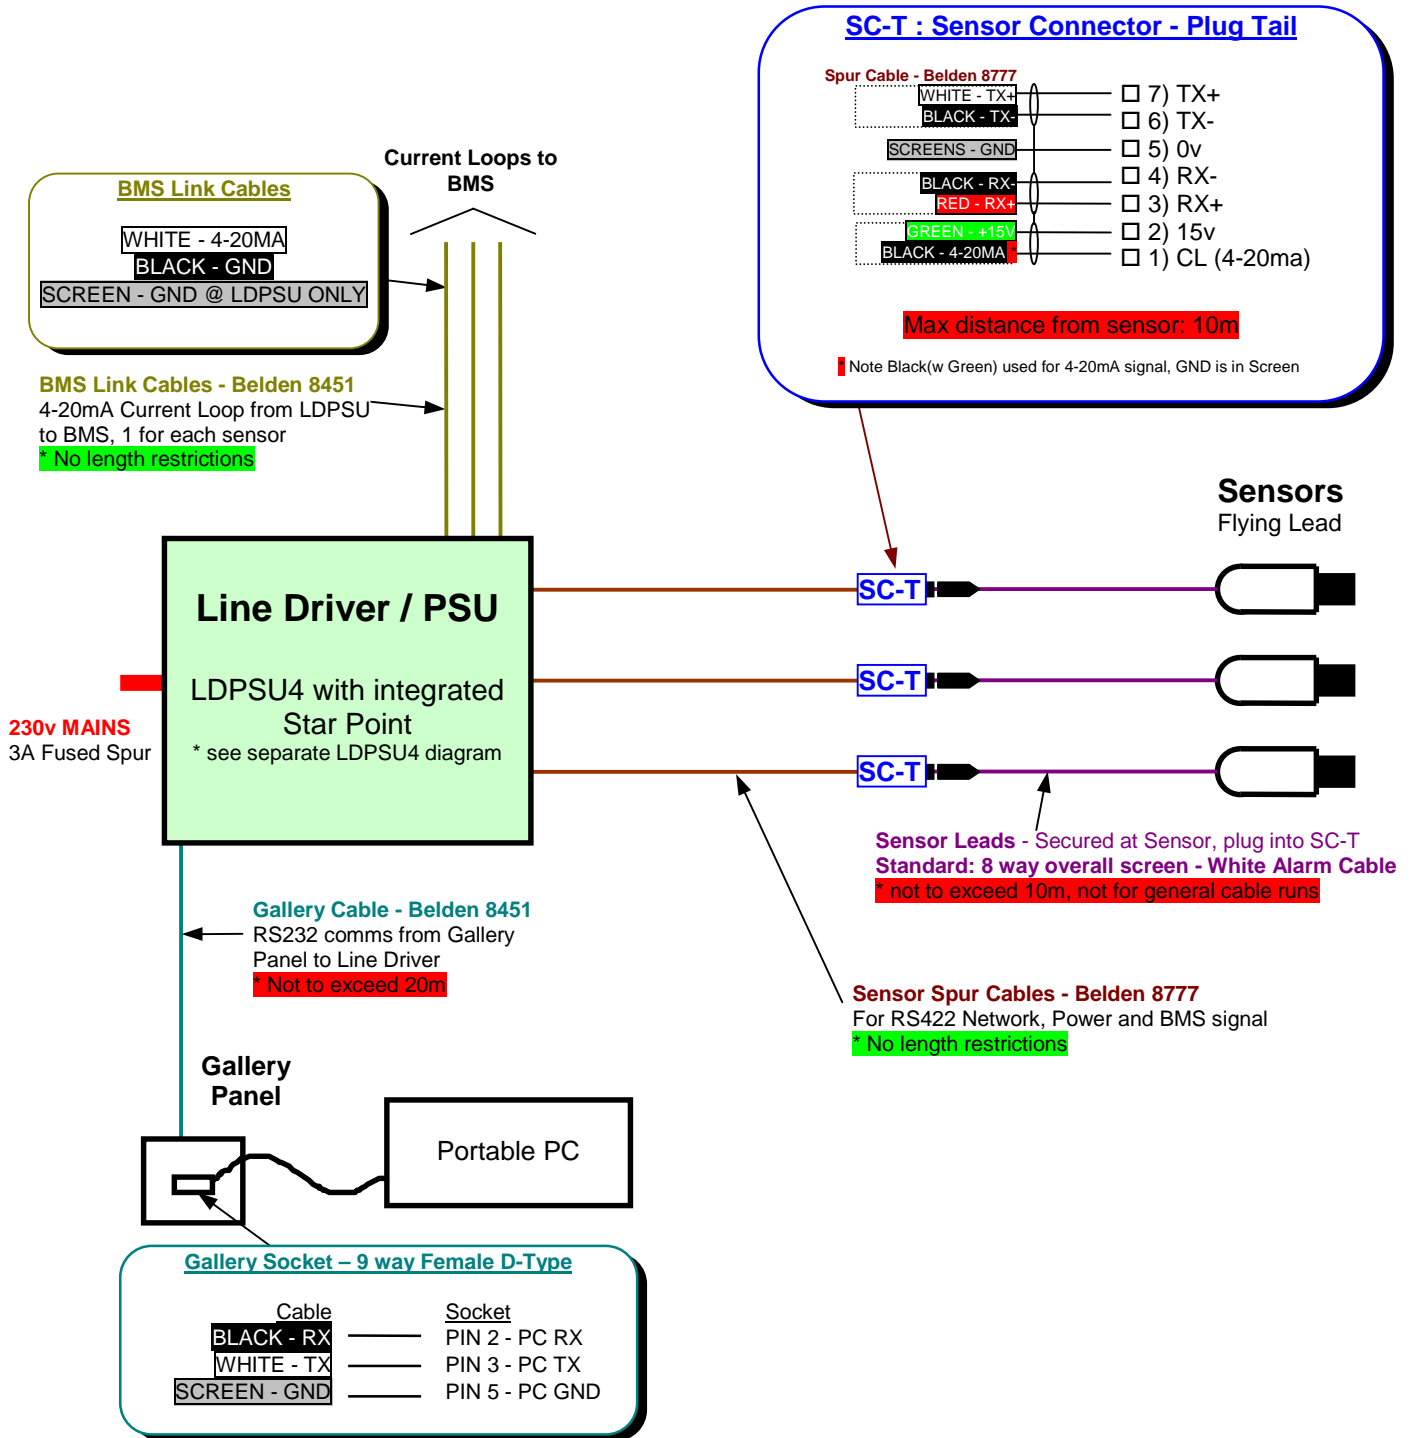 SC-T : Sensor Connector - Plug Tail
Spur Cable - Belden 8777
WHITE - TX+
BLACK - TX-
SCREENS - GND
BLACK - RX-
RED - RX+
GREEN - +15V
BLACK - 4-20MA *
7) TX+
6) TX-
5) 0v
4) RX-
3) RX+
2) 15v
1) CL (4-20ma)
Max distance from sensor: 10m
* Note Black(w Green) used for 4-20mA signal, GND is in Screen
Current Loops to
BMS
BMS Link Cables
WHITE - 4-20MA
BLACK - GND
SCREEN - GND @ LDPSU ONLY
BMS Link Cables - Belden 8451
4-20mA Current Loop from LDPSU
to BMS, 1 for each sensor
* No length restrictions
Sensors
Flying Lead
Line Driver / PSU
LDPSU4 with integrated
Star Point
* see separate LDPSU4 diagram
230v MAINS
3A Fused Spur
SC-T
SC-T
SC-T
Sensor Leads - Secured at Sensor, plug into SC-T
Standard: 8 way overall screen - White Alarm Cable
* not to exceed 10m, not for general cable runs
Gallery Cable - Belden 8451
RS232 comms from Gallery
Panel to Line Driver
* Not to exceed 20m
Sensor Spur Cables - Belden 8777
For RS422 Network, Power and BMS signal
* No length restrictions
Gallery
Panel
Portable PC
Gallery Socket – 9 way Female D-Type
Cable Socket
BLACK - RX PIN 2 - PC RX
WHITE - TX PIN 3 - PC TX
SCREEN - GND PIN 5 - PC GND